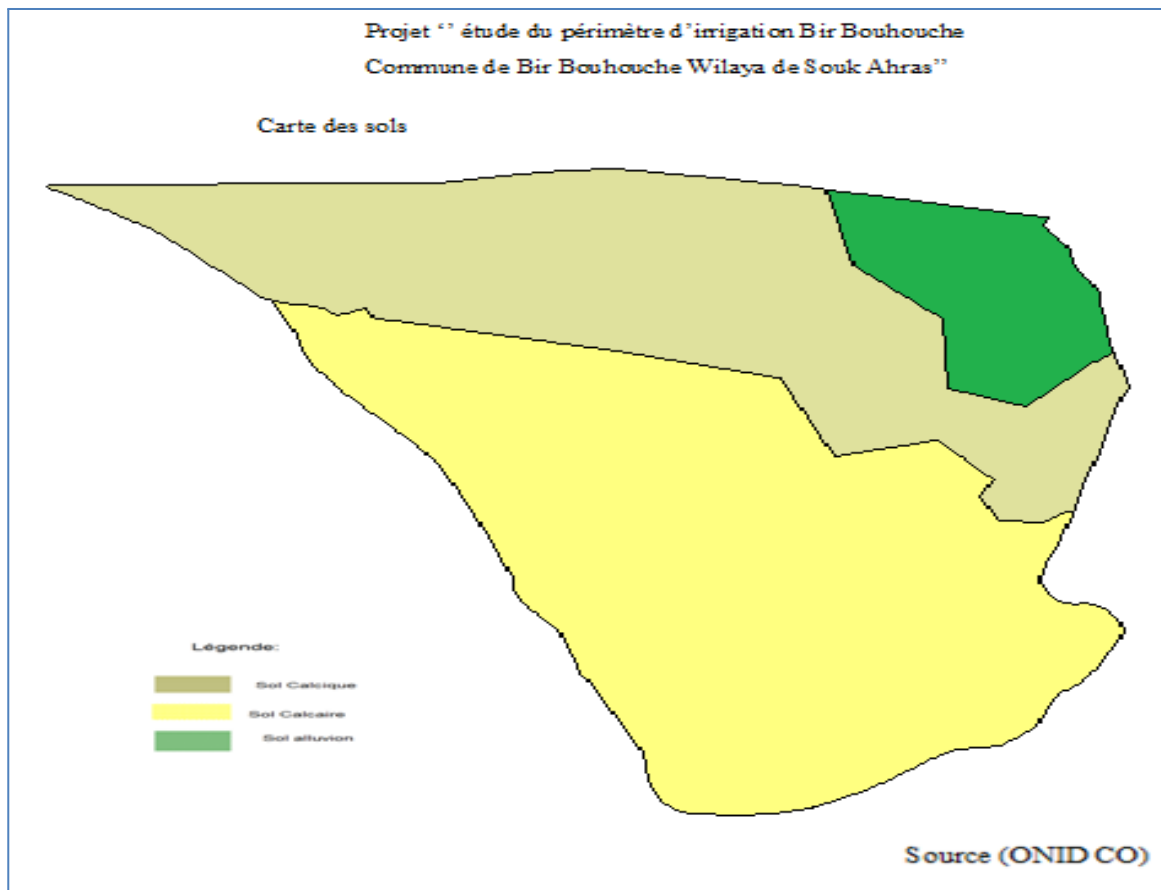 Projet ‘’ étude du périmètre d’irrigation Bir Bouhouche
Commune de Bir Bouhouche Wilaya de Souk Ahras’’
Carte des sols
Légende:
Sol Calcique
Sol Calcaire
Sol alluvion
Source (ONID CO)